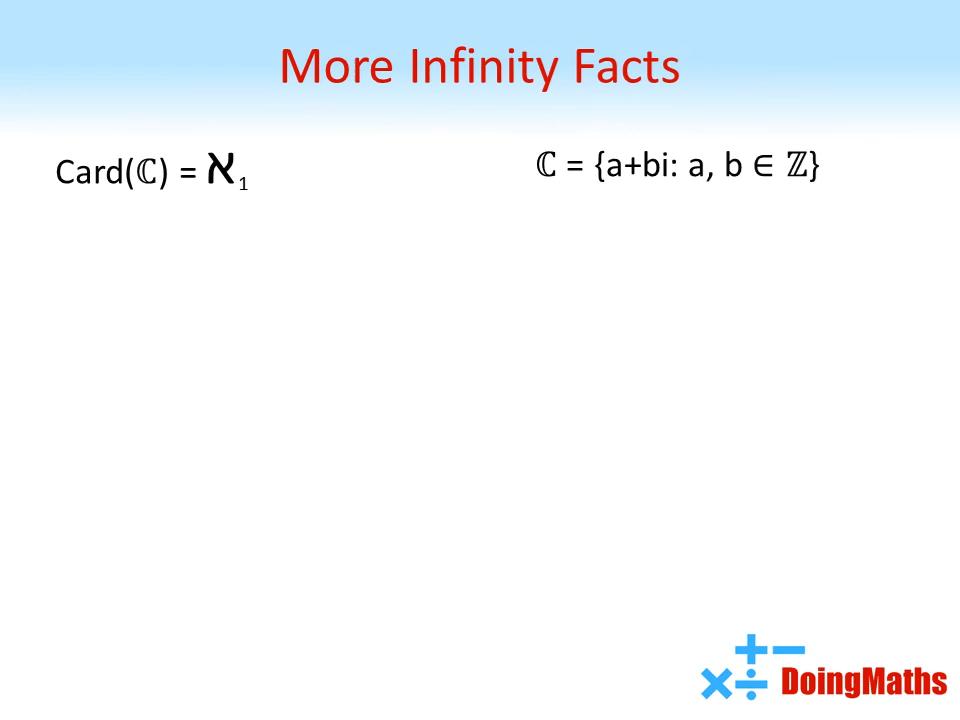 More Infinity Facts
Card(ℂ) = ℵ₁
ℂ = {a+bi: a, b ∈ ℤ}
DoingMaths